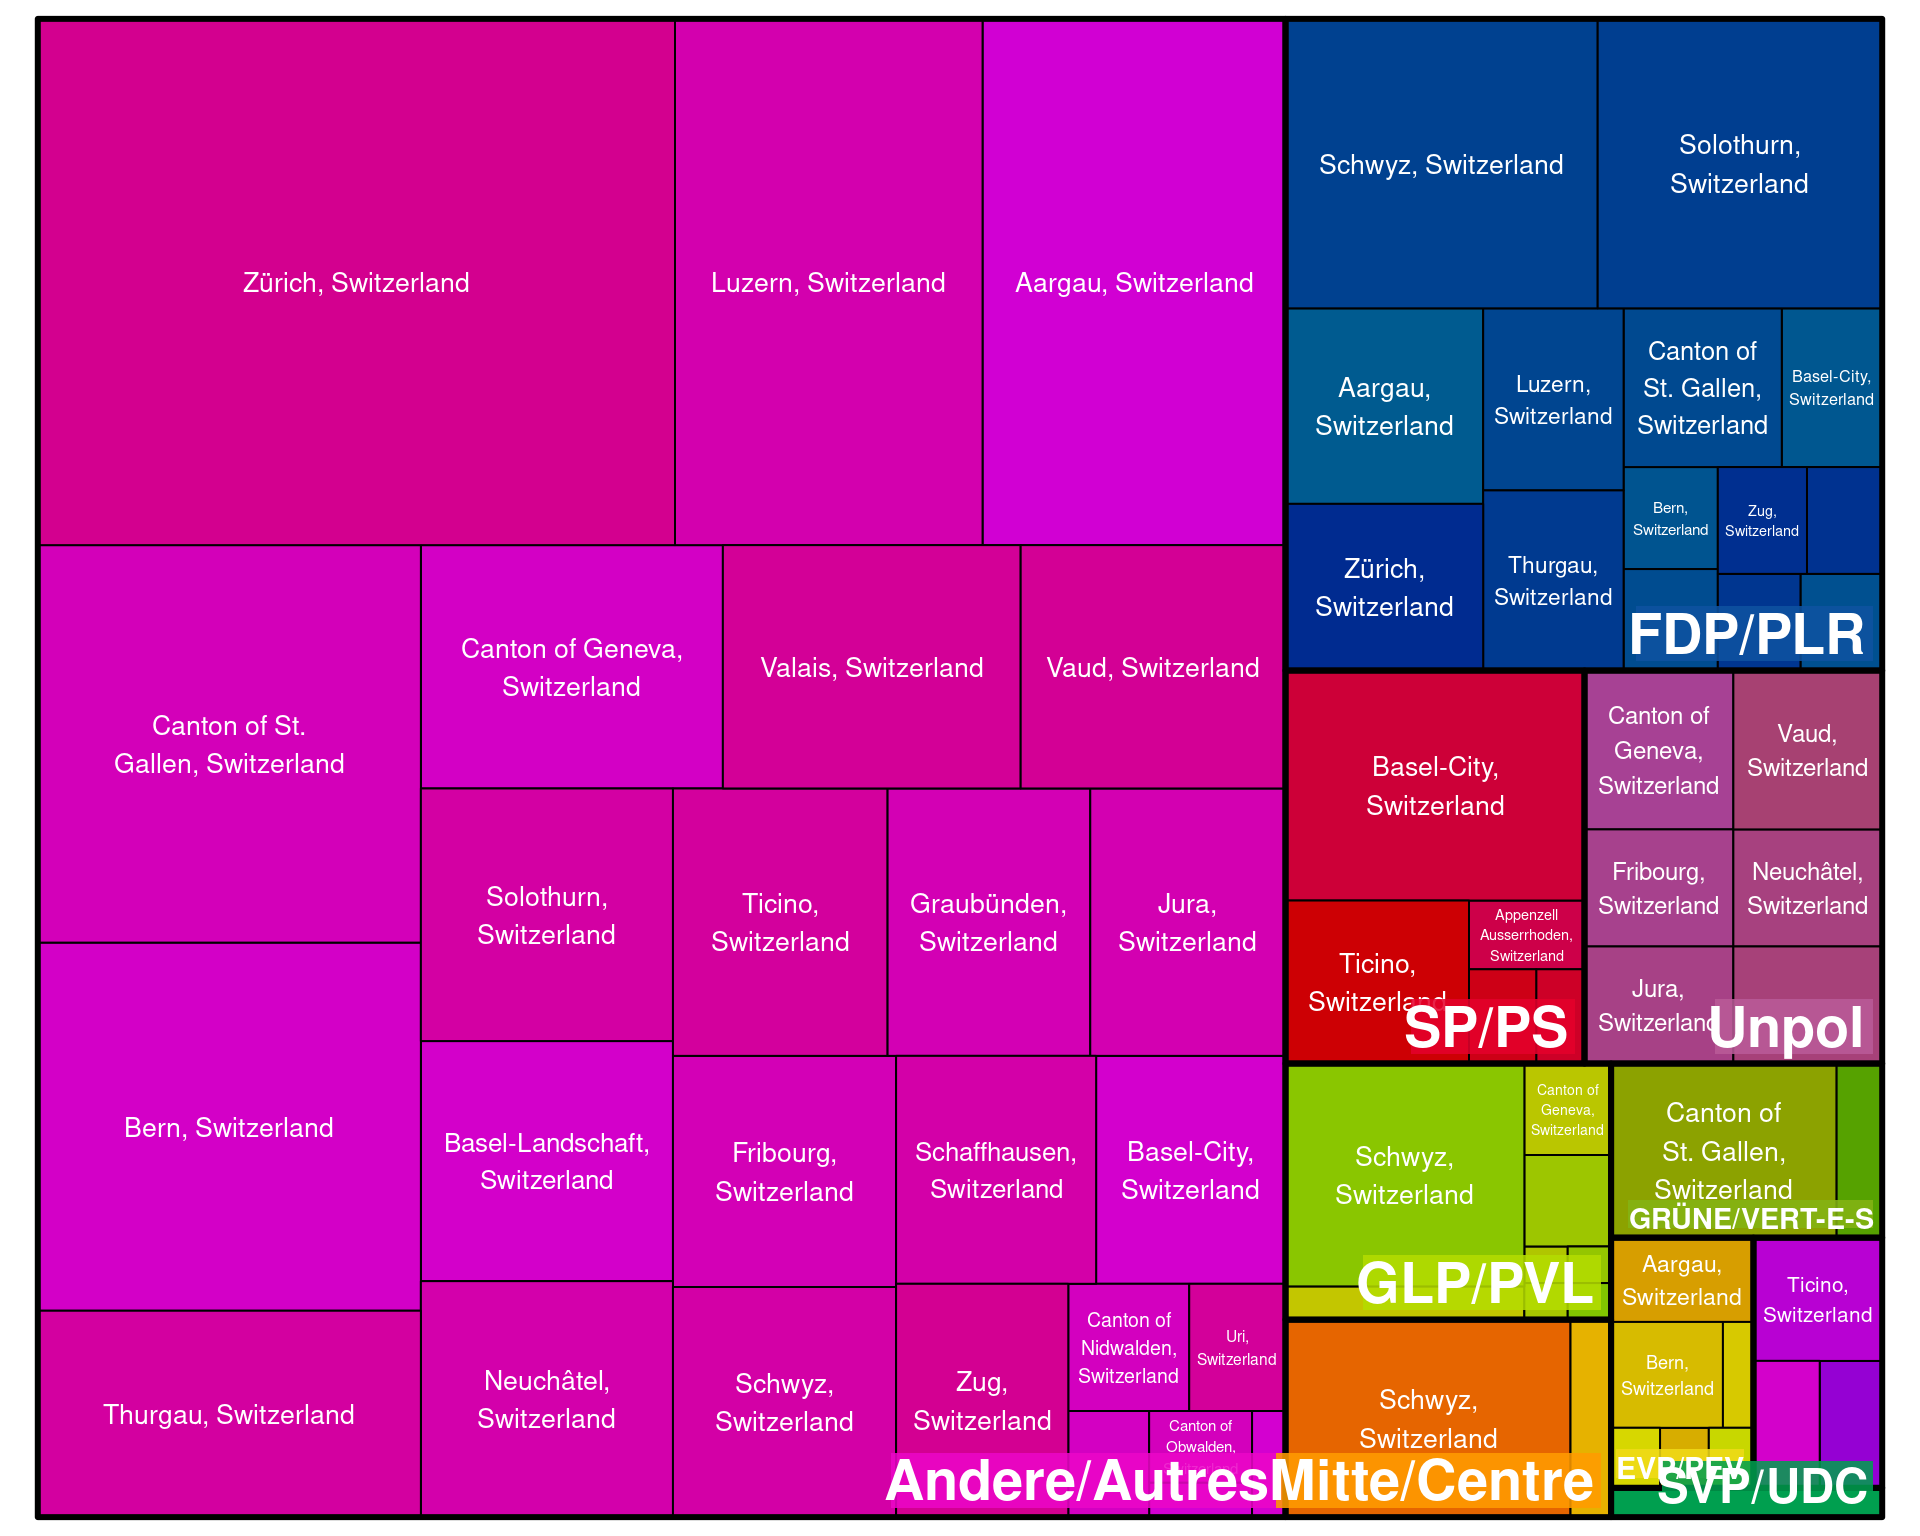 Zürich, Switzerland
Luzern, Switzerland
Aargau, Switzerland
Canton of St.
Gallen, Switzerland
Bern, Switzerland
Thurgau, Switzerland
Canton of Geneva,
Switzerland
Valais, Switzerland
Vaud, Switzerland
Solothurn,
Switzerland
Ticino,
Switzerland
Graubünden,
Switzerland
Jura,
Switzerland
Basel-Landschaft,
Switzerland
Fribourg,
Switzerland
Schaffhausen,
Switzerland
Basel-City,
Switzerland
Neuchâtel,
Switzerland
Schwyz,
Switzerland
Zug,
Switzerland
Canton of
Nidwalden,
Switzerland
Uri,
Switzerland
Canton of
Obwalden,
Switzerland
Andere/Autres
Schwyz, Switzerland
Solothurn,
Switzerland
Aargau,
Switzerland
Luzern,
Switzerland
Canton of
St. Gallen,
Switzerland
Basel-City,
Switzerland
Zürich,
Switzerland
Thurgau,
Switzerland
Bern,
Switzerland
Zug,
Switzerland
FDP/PLR
Basel-City,
Switzerland
Ticino,
Switzerland
Appenzell
Ausserrhoden,
Switzerland
SP/PS
Canton of
Geneva,
Switzerland
Vaud,
Switzerland
Fribourg,
Switzerland
Neuchâtel,
Switzerland
Jura,
Switzerland
Unpol
Schwyz,
Switzerland
Canton of
Geneva,
Switzerland
GLP/PVL
Canton of
St. Gallen,
Switzerland
GRÜNE/VERT-E-S
Schwyz,
Switzerland
Mitte/Centre
Aargau,
Switzerland
Bern,
Switzerland
EVP/PEV
Ticino,
Switzerland
SVP/UDC